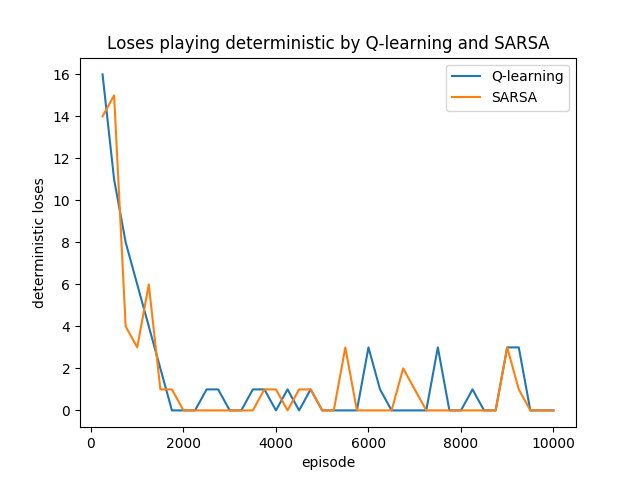 Loses playing deterministic by Q-learning and SARSA
Q-learning
SARSA
deterministic loses
16
14
12
10
8
6
4
2
0
0 2000 4000 6000 8000 10000
episode